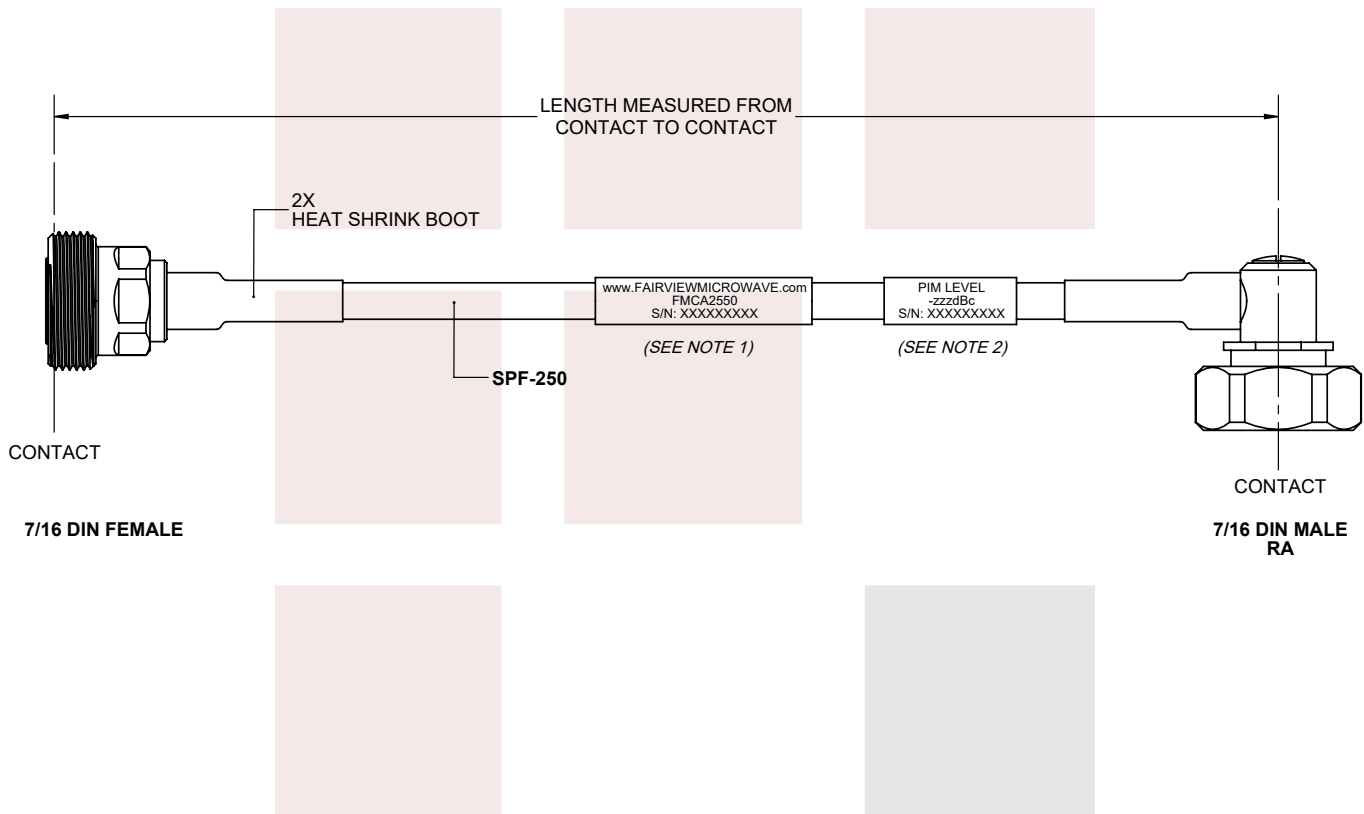 LENGTH MEASURED FROM
CONTACT TO CONTACT
2X
HEAT SHRINK BOOT
www.FAIRVIEWMICROWAVE.com
FMCA2550
S/N: XXXXXXXXX
PIM LEVEL
-zzzdBc
S/N: XXXXXXXXX
(SEE NOTE 1)
(SEE NOTE 2)
SPF-250
CONTACT
CONTACT
7/16 DIN FEMALE
7/16 DIN MALE
RA